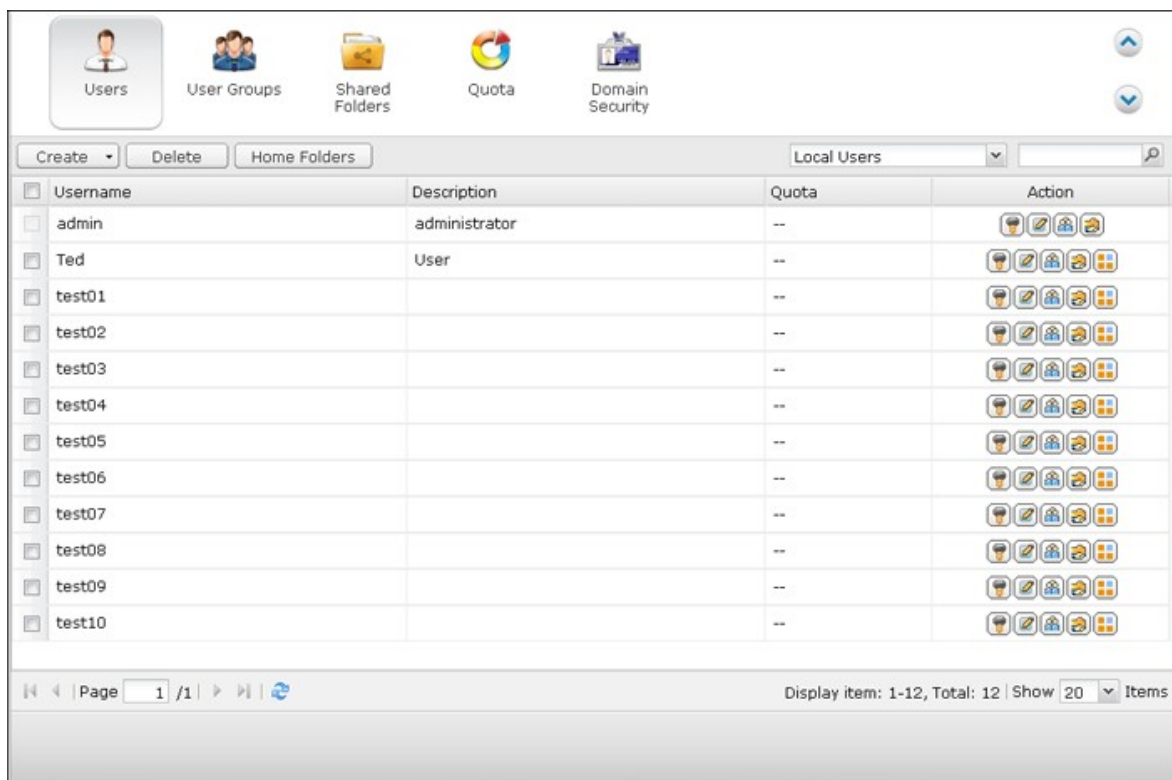 Users User Groups Shared Folders Quota Domain Security
Create Delete Home Folders Local Users
Username Description Quota Action
admin administrator --
Ted User --
test01 --
test02 --
test03 --
test04 --
test05 --
test06 --
test07 --
test08 --
test09 --
test10 --
Page 1 /1 Display item: 1-12, Total: 12 Show 20 Items